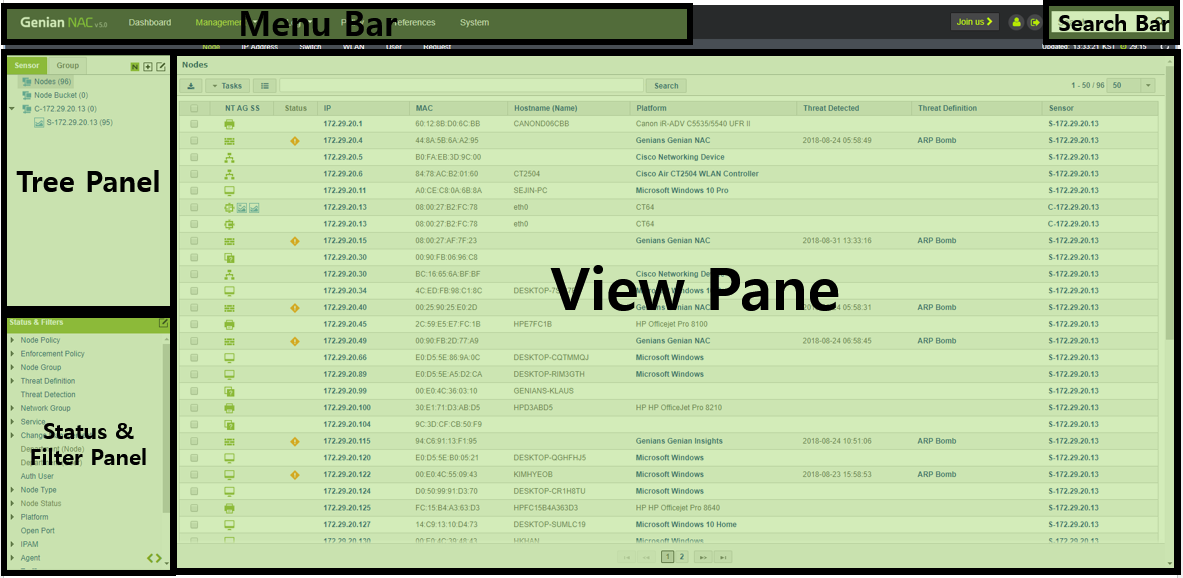 Genian NAC v5.0 Dashboard Management References System Join us
Menu Bar
Search Bar
Node IP Address Switch WLAN User Request Updated: 13:33:21 KST 29:15
Sensor Group
Nodes (96)
Node Bucket (0)
C-172.29.20.13 (0)
S-172.29.20.13 (95)
Tree Panel
Status & Filters
Node Policy
Enforcement Policy
Node Group
Threat Definition
Threat Detection
Network Group
Service
Status &
Filter Panel
Auth User
Node Type
Node Status
Platform
Open Port
IPAM
Agent
Nodes
Tasks Search 1 - 50 / 96 50
NT AG SS Status IP MAC Hostname (Name) Platform Threat Detected Threat Definition Sensor
172.29.20.1 60:12:8B:D0:6C:BB CANOND06CBB Canon iR-ADV C5535/5540 UFR II S-172.29.20.13
172.29.20.4 44:8A:5B:6A:A2:95 Genians Genian NAC 2018-08-24 05:58:49 ARP Bomb S-172.29.20.13
172.29.20.5 B0:FA:EB:3D:9C:00 Cisco Networking Device S-172.29.20.13
172.29.20.6 84:78:AC:B2:01:60 CT2504 Cisco Air CT2504 WLAN Controller S-172.29.20.13
172.29.20.11 A0:CE:C8:0A:6B:8A SEJIN-PC Microsoft Windows 10 Pro S-172.29.20.13
172.29.20.13 08:00:27:B2:FC:78 eth0 CT64 C-172.29.20.13
172.29.20.13 08:00:27:B2:FC:78 eth0 CT64 C-172.29.20.13
172.29.20.15 08:00:27:AF:7F:23 Genians Genian NAC 2018-08-31 13:33:16 ARP Bomb S-172.29.20.13
172.29.20.30 00:90:FB:06:96:C8 S-172.29.20.13
172.29.20.30 BC:16:65:6A:BF:BF Cisco Networking S-172.29.20.13
172.29.20.34 4C:ED:FB:98:C1:8C Microsoft Windows S-172.29.20.13
View Pane
172.29.20.40 00:25:90:25:E0:2D Genians Genian NAC 2018-08-24 05:58:31 ARP Bomb S-172.29.20.13
172.29.20.45 2C:59:E5:E7:FC:1B HPE7FC1B HP Officejet Pro 8100 S-172.29.20.13
172.29.20.49 00:90:FB:2D:77:A9 Genians Genian NAC 2018-08-24 06:58:45 ARP Bomb S-172.29.20.13
172.29.20.66 E0:D5:5E:86:9A:0C DESKTOP-CQTMMQJ Microsoft Windows S-172.29.20.13
172.29.20.89 E0:D5:5E:A5:D2:CA DESKTOP-RIM3GTH Microsoft Windows S-172.29.20.13
172.29.20.99 00:E0:4C:36:03:10 GENIANS-KLAUS S-172.29.20.13
172.29.20.100 30:E1:71:D3:AB:D5 HPD3ABD5 HP HP OfficeJet Pro 8210 S-172.29.20.13
172.29.20.104 9C:3D:CF:CB:50:F9 S-172.29.20.13
172.29.20.115 94:C6:91:13:F1:95 Genians Genian Insights 2018-08-24 10:51:06 ARP Bomb S-172.29.20.13
172.29.20.120 E0:D5:5E:B0:05:21 DESKTOP-QGHFHJ5 Microsoft Windows S-172.29.20.13
172.29.20.122 00:E0:4C:55:09:43 KIMHYEOB Microsoft Windows 2018-08-23 15:58:53 ARP Bomb S-172.29.20.13
172.29.20.124 D0:50:99:91:D3:70 DESKTOP-CR1H8TU Microsoft Windows S-172.29.20.13
172.29.20.125 FC:15:B4:A3:63:D3 HPFC15B4A363D3 HP HP Officejet Pro 8640 S-172.29.20.13
172.29.20.127 14:C9:13:10:D4:73 DESKTOP-SUMLC19 Microsoft Windows 10 Home S-172.29.20.13
172.29.20.130 00:E0:4C:39:48:43 Microsoft Windows S-172.29.20.13
1 2